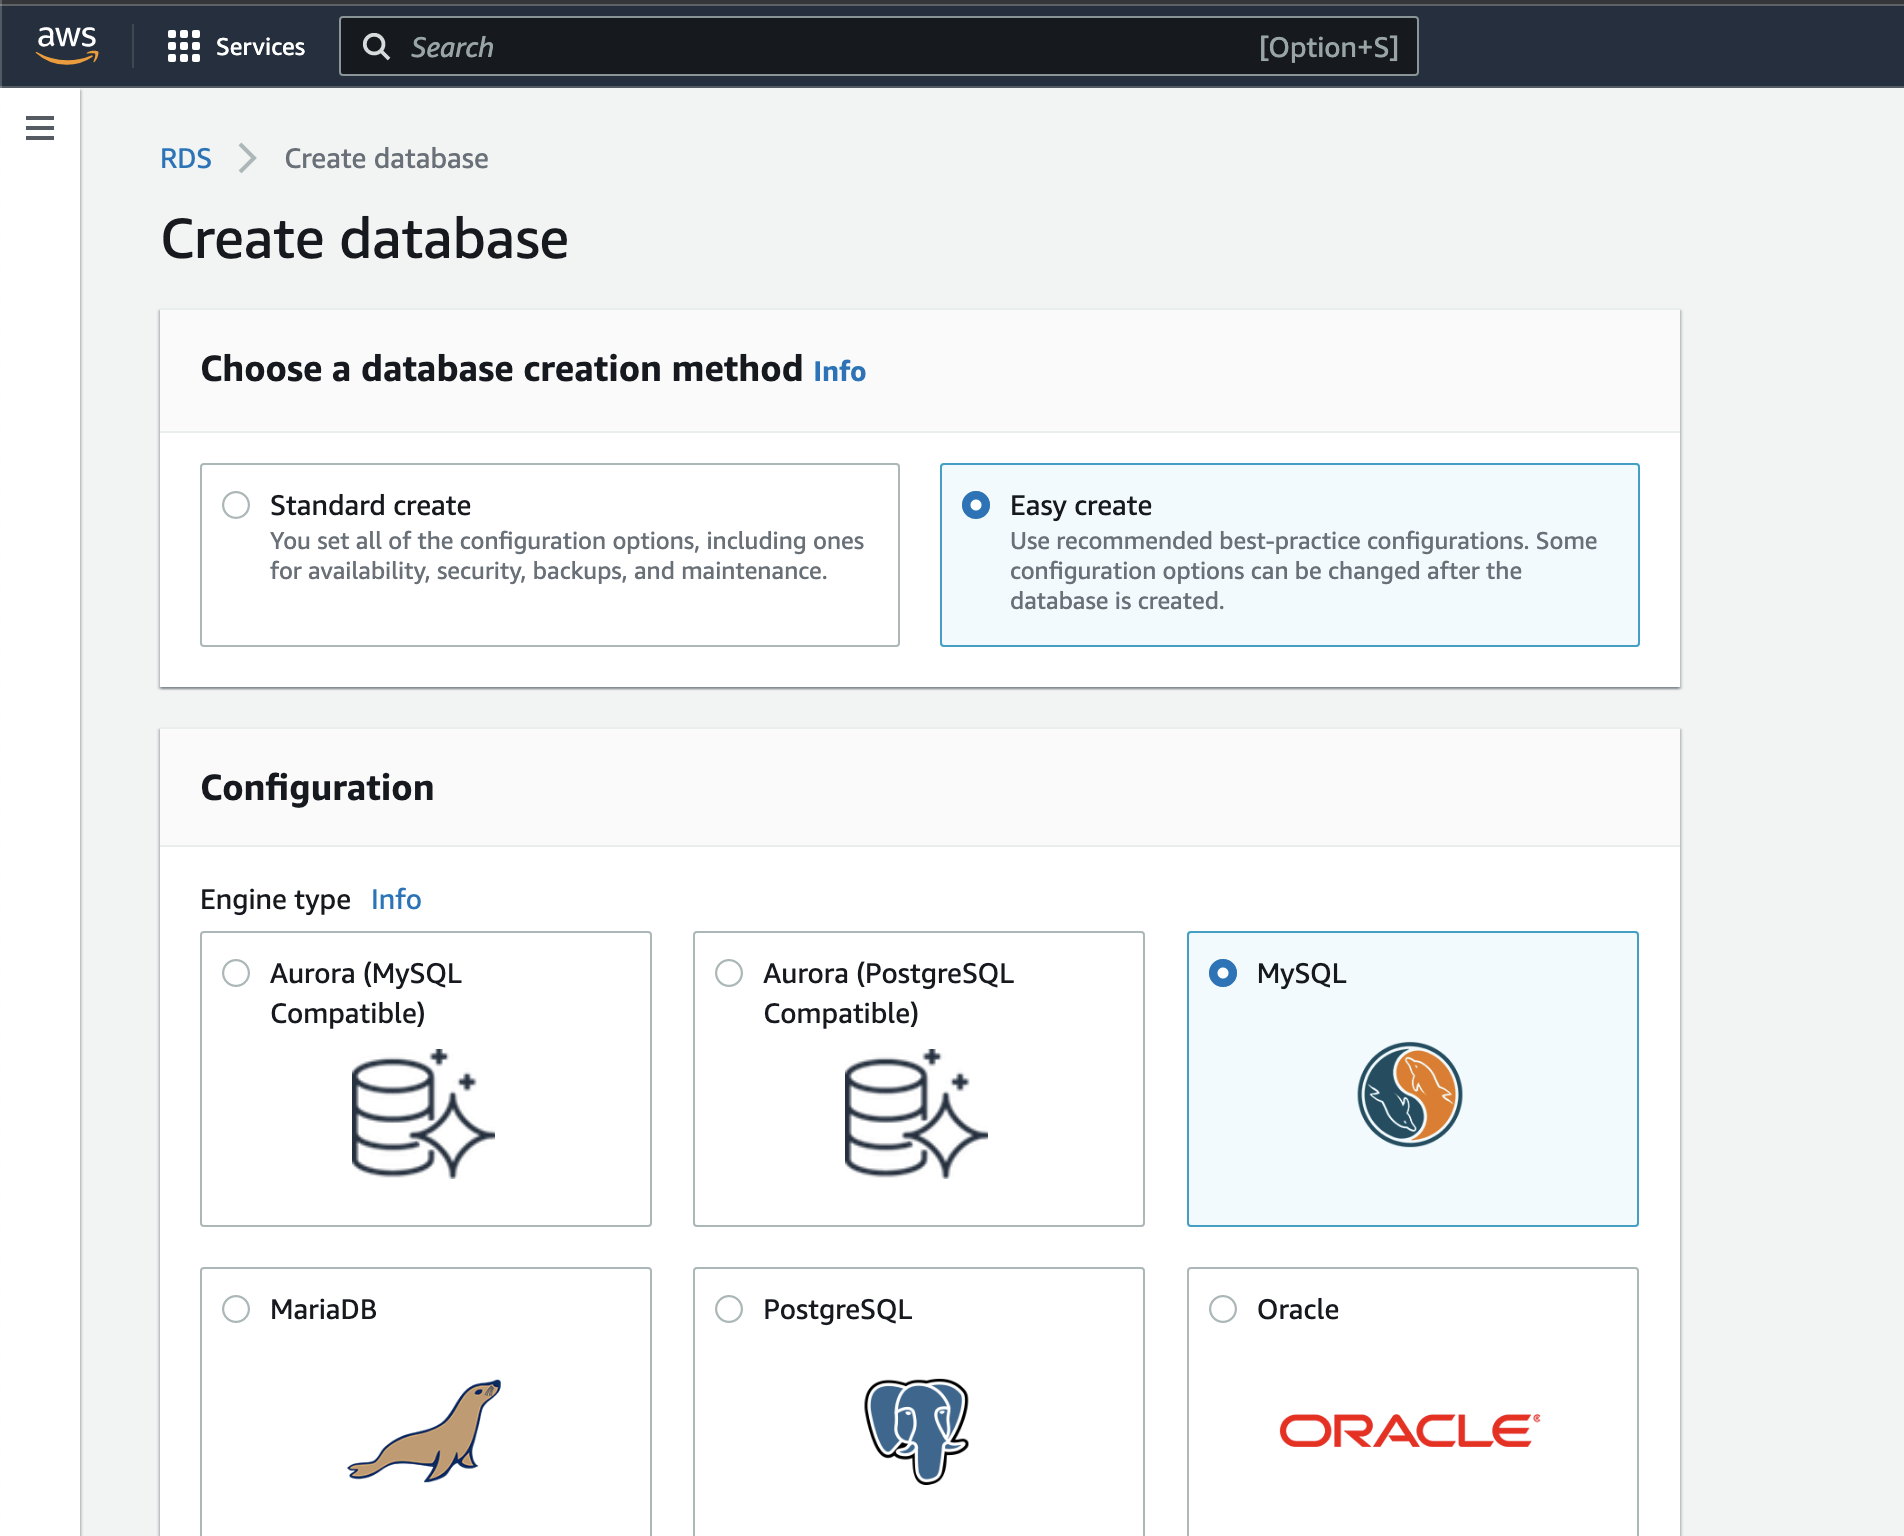 aws
Services
Search
[Option+S]
RDS
Create database
Create database
Choose a database creation method Info
Standard create
You set all of the configuration options, including ones
for availability, security, backups, and maintenance.
Easy create
Use recommended best-practice configurations. Some
configuration options can be changed after the
database is created.
Configuration
Engine type Info
Aurora (MySQL
Compatible)
Aurora (PostgreSQL
Compatible)
MySQL
MariaDB
PostgreSQL
Oracle
ORACLE®